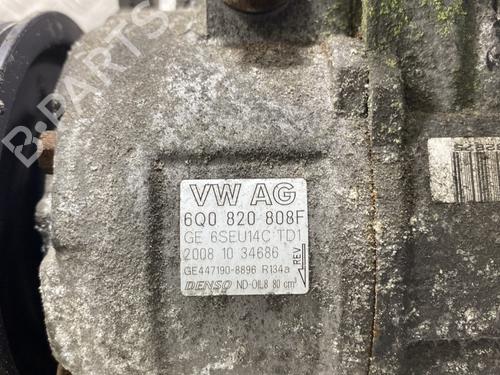 B-PARTS
VW AG
6Q0 820 808F
GE 6SEU14C TD1
2008 10 34686
GE447190-8896 R134a
DENSO ND-OIL8 80 cm³
REV